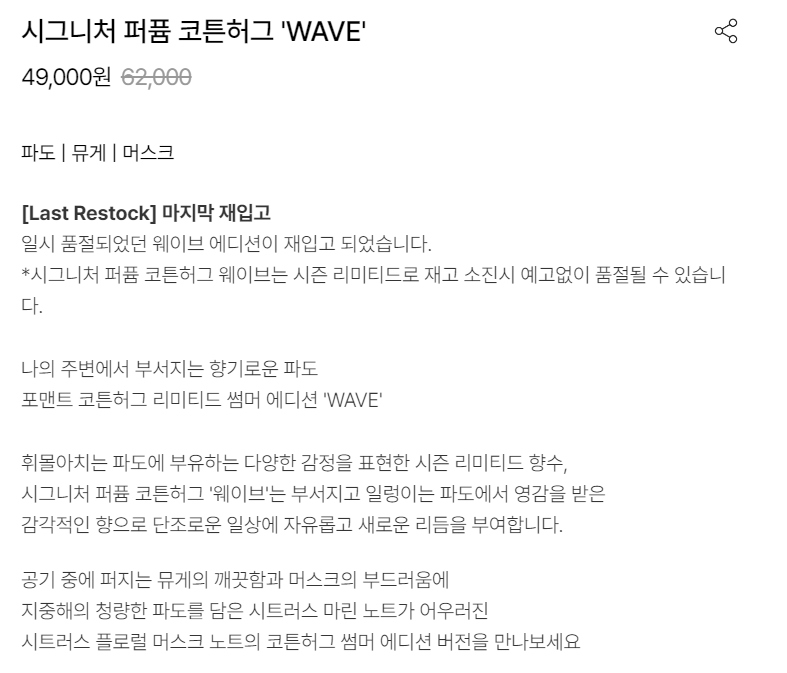 시그니처 퍼퓸 코튼허그 'WAVE'
49,000원 62,000
파도 | 뮤게 | 머스크
[Last Restock] 마지막 재입고
일시 품절되었던 웨이브 에디션이 재입고 되었습니다.
*시그니처 퍼퓸 코튼허그 웨이브는 시즌 리미티드로 재고 소진시 예고없이 품절될 수 있습니
다.
나의 주변에서 부서지는 향기로운 파도
포맨트 코튼허그 리미티드 썸머 에디션 'WAVE'
휘몰아치는 파도에 부유하는 다양한 감정을 표현한 시즌 리미티드 향수,
시그니처 퍼퓸 코튼허그 '웨이브'는 부서지고 일렁이는 파도에서 영감을 받은
감각적인 향으로 단조로운 일상에 자유롭고 새로운 리듬을 부여합니다.
공기 중에 퍼지는 뮤게의 깨끗함과 머스크의 부드러움에
지중해의 청량한 파도를 담은 시트러스 마린 노트가 어우러진
시트러스 플로럴 머스크 노트의 코튼허그 썸머 에디션 버전을 만나보세요